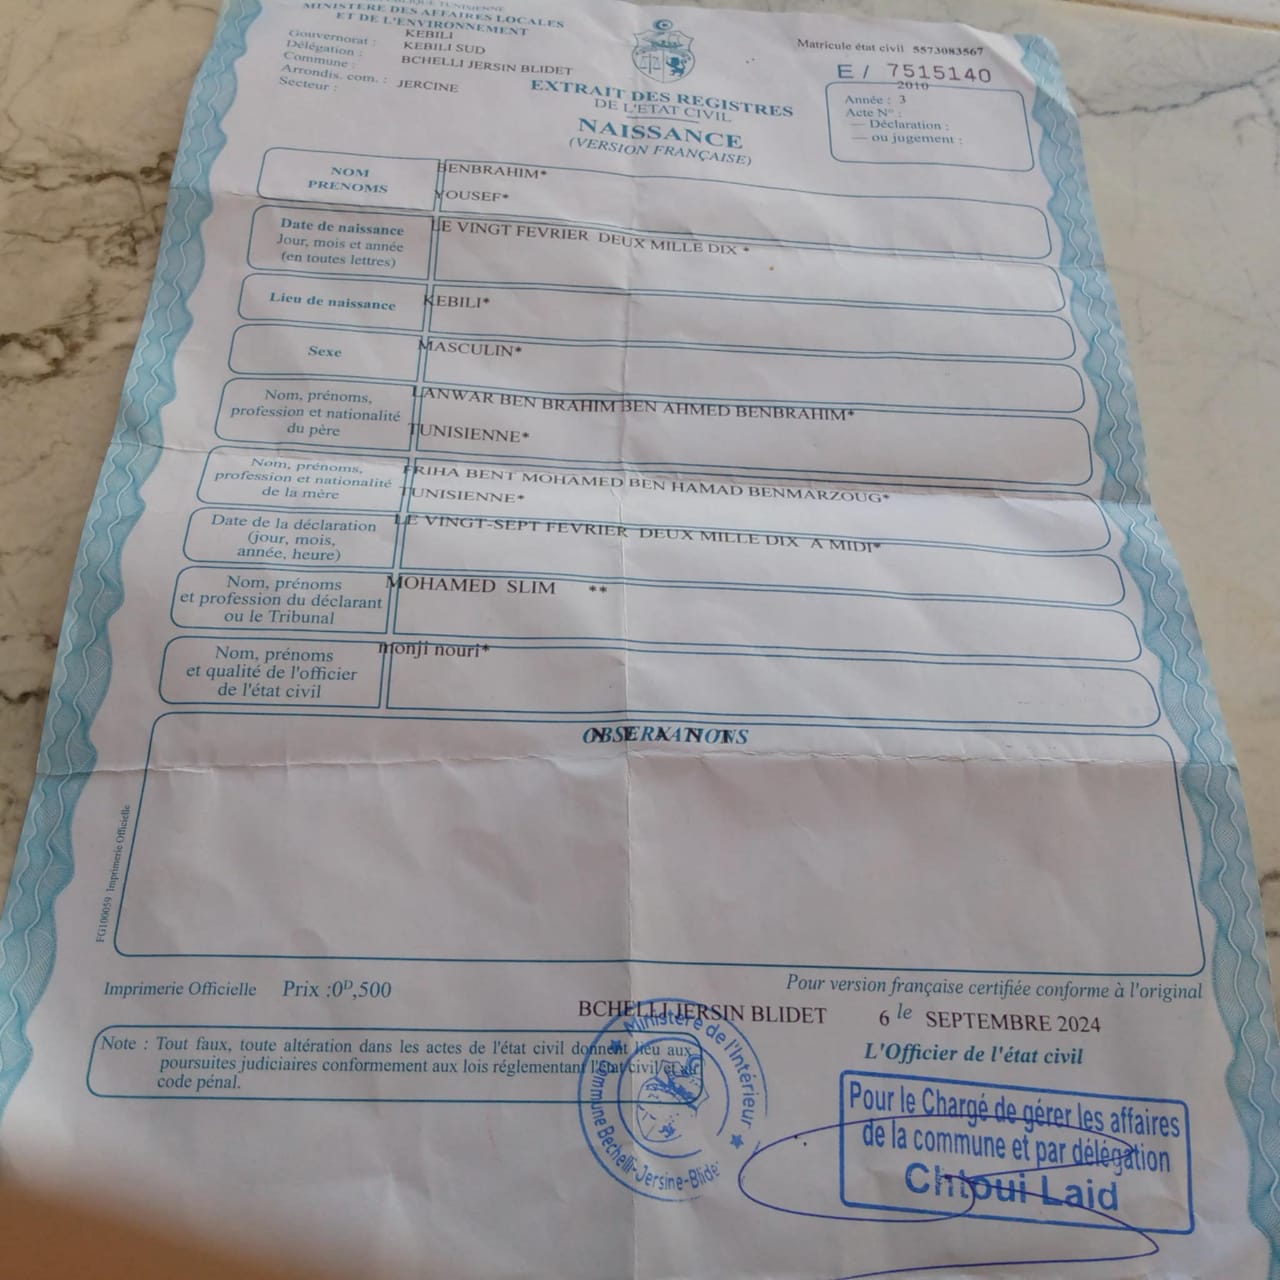 MINISTERE DES AFFAIRES LOCALES
ET DE L'ENVIRONNEMENT
Gouvernorat : KEBILI
Délégation : KEBILI SUD
Commune : BCHELLI JERSIN BLIDET
Arrondis. com. :
Secteur : JERCINE
Matricule état civil 5573083567
E / 7515140
2010
Année : 3
Acte N° :
— Déclaration :
— ou jugement :
EXTRAIT DES REGISTRES
DE L'ETAT CIVIL
NAISSANCE
(VERSION FRANÇAISE)
NOM BENBRAHIM*
PRENOMS YOUSEF*
Date de naissance
Jour, mois et année
(en toutes lettres)
LE VINGT FEVRIER DEUX MILLE DIX *
Lieu de naissance KEBILI*
Sexe MASCULIN*
Nom, prénoms,
profession et nationalité
du père
LANWAR BEN BRAHIM BEN AHMED BENBRAHIM*
TUNISIENNE*
Nom, prénoms,
profession et nationalité
de la mère
FRIHA BENT MOHAMED BEN HAMAD BENMARZOUG*
TUNISIENNE*
Date de la déclaration
(jour, mois,
année, heure)
LE VINGT-SEPT FEVRIER DEUX MILLE DIX A MIDI*
Nom, prénoms
et profession du déclarant
ou le Tribunal
MOHAMED SLIM **
Nom, prénoms
et qualité de l'officier
de l'état civil
monji nouri*
OBSERVATIONS
N E A N T
FG100059 Imprimerie Officielle
Imprimerie Officielle Prix :0ᴰ,500
Pour version française certifiée conforme à l'original
BCHELLI JERSIN BLIDET 6 le SEPTEMBRE 2024
L'Officier de l'état civil
Note : Tout faux, toute altération dans les actes de l'état civil donnent lieu aux
poursuites judiciaires conformement aux lois réglementant l'Etat civil et au
code pénal.
Ministère de l'Intérieur
Commune Bechelli-Jersine-Blidet
Pour le Chargé de gérer les affaires
de la commune et par délégation
Chtoui Laid